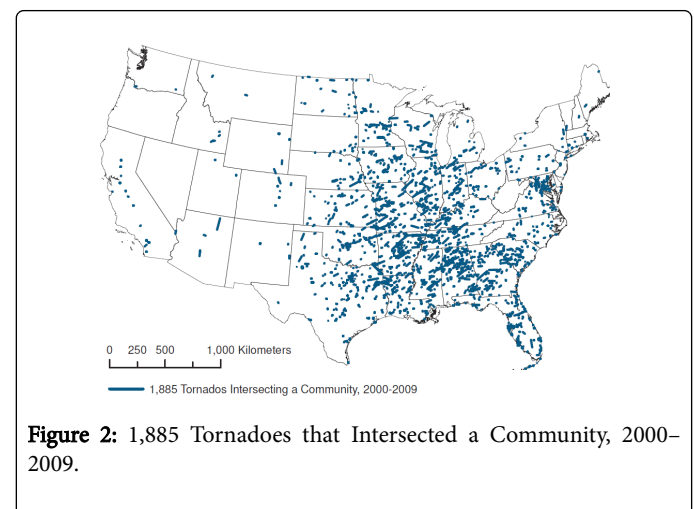 0 250 500 1,000 Kilometers
1,885 Tornados Intersecting a Community, 2000-2009
Figure 2: 1,885 Tornadoes that Intersected a Community, 2000–
2009.